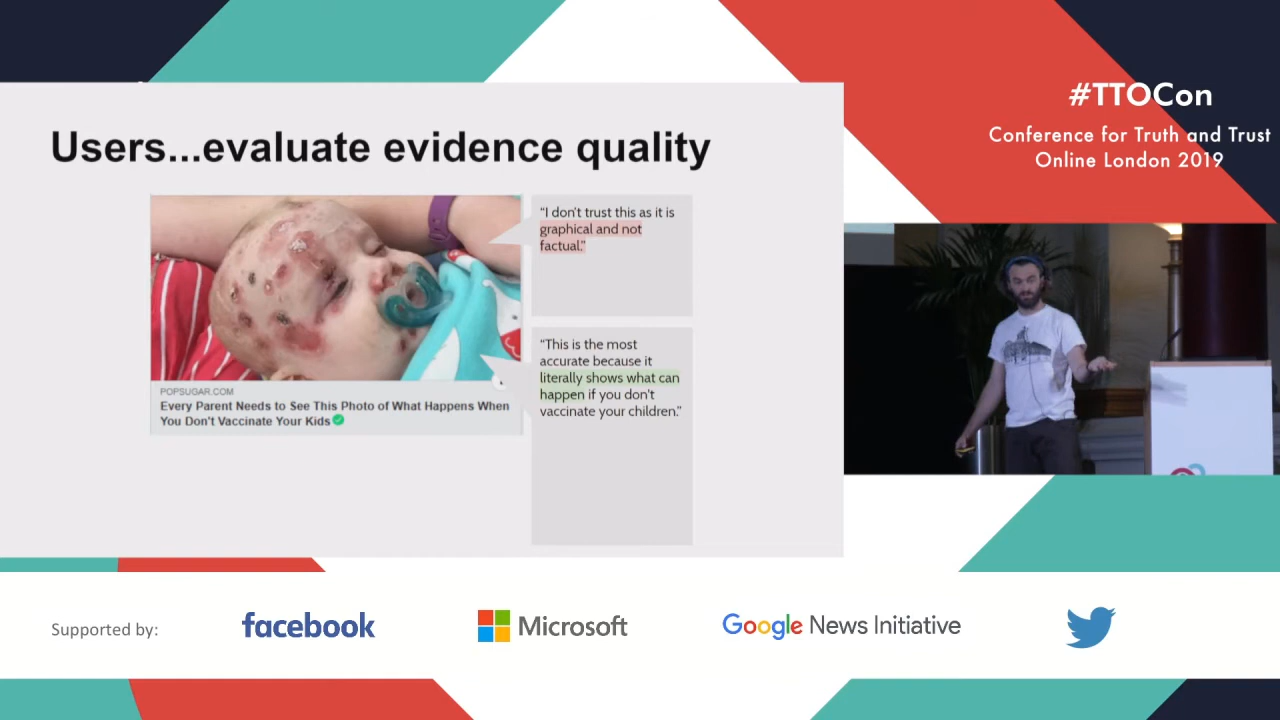 Users...evaluate evidence quality
"I don't trust this as it is
graphical and not
factual."
"This is the most
accurate because it
literally shows what can
happen if you don't
vaccinate your children."
POPSUGAR.COM
Every Parent Needs to See This Photo of What Happens When
You Don't Vaccinate Your Kids
#TTOCon
Conference for Truth and Trust
Online London 2019
Supported by:
facebook
Microsoft
Google News Initiative